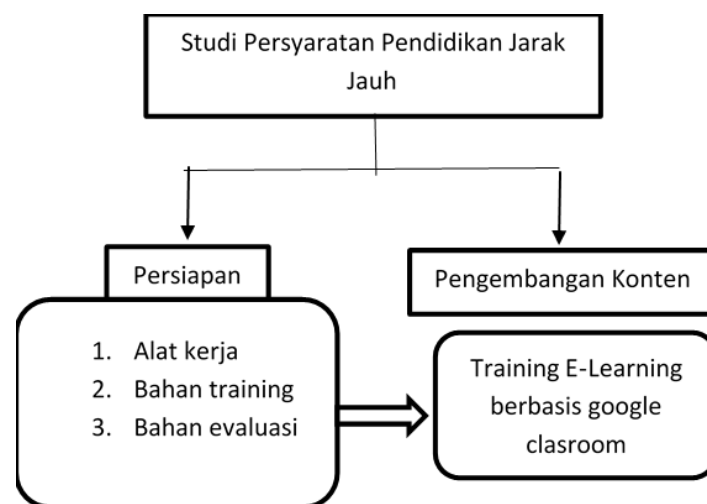 Studi Persyaratan Pendidikan Jarak
Jauh
Persiapan
1. Alat kerja
2. Bahan training
3. Bahan evaluasi
Pengembangan Konten
Training E-Learning
berbasis google
clasroom